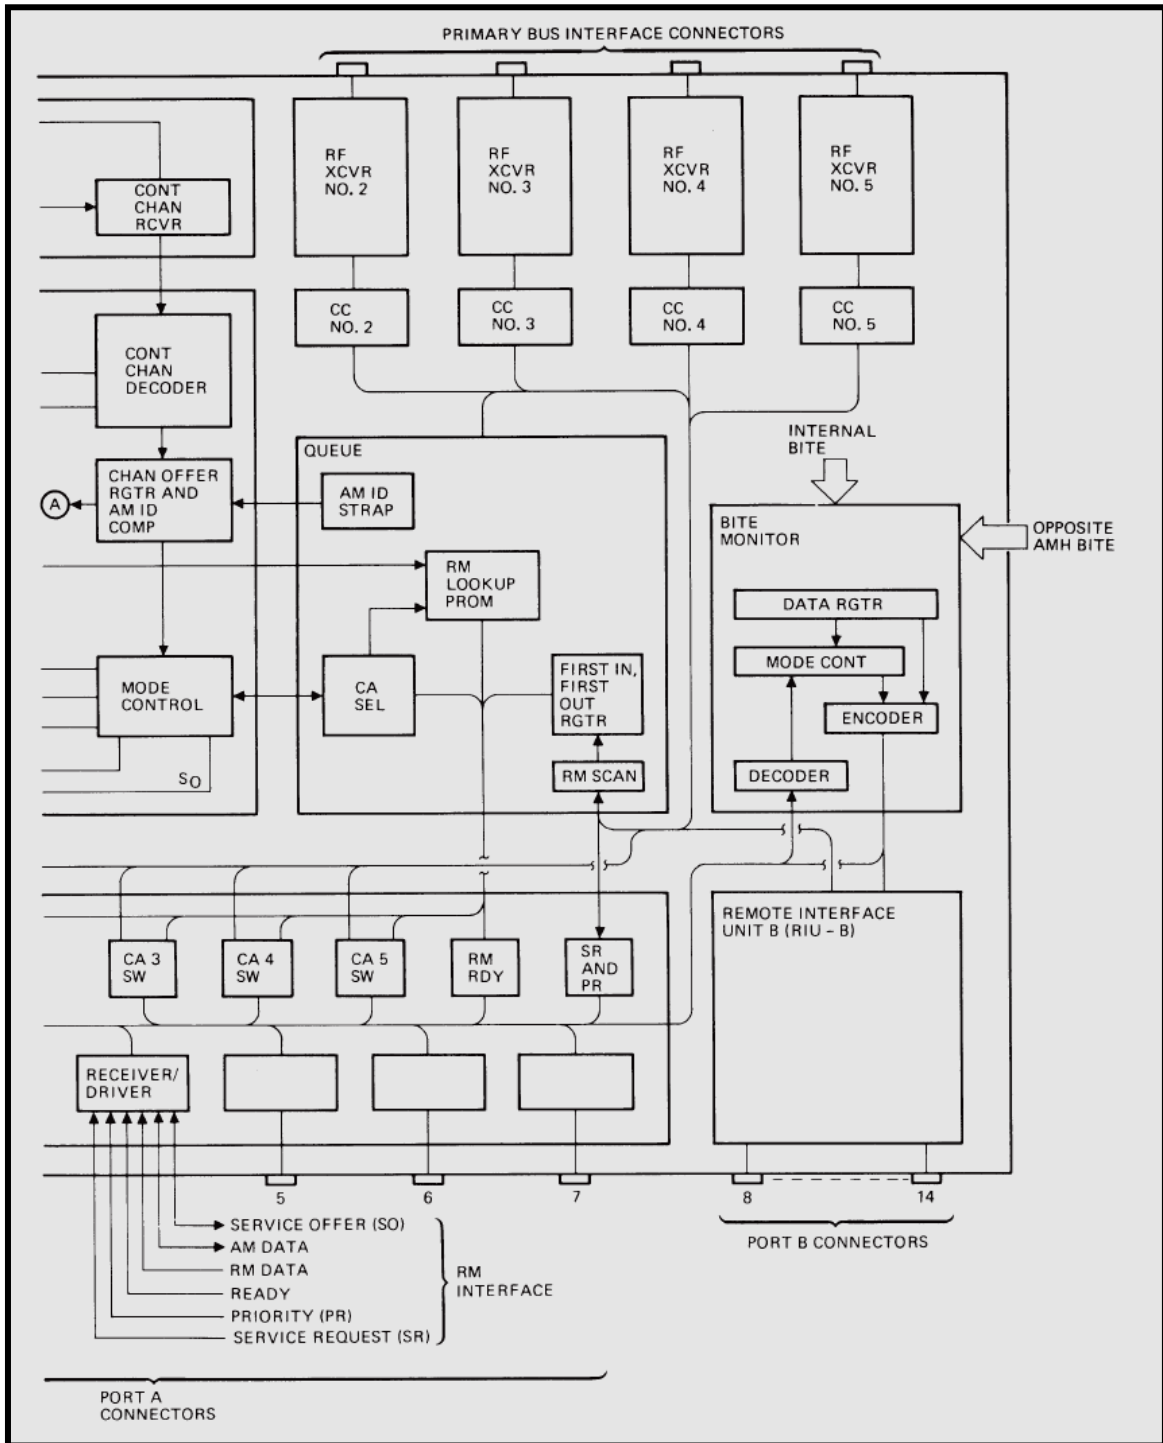 PRIMARY BUS INTERFACE CONNECTORS
RF
XCVR
NO. 2
RF
XCVR
NO. 3
RF
XCVR
NO. 4
RF
XCVR
NO. 5
CONT
CHAN
RCVR
CC
NO. 2
CC
NO. 3
CC
NO. 4
CC
NO. 5
CONT
CHAN
DECODER
INTERNAL
BITE
QUEUE
CHAN OFFER
RGTR AND
AM ID
COMP
A
AM ID
STRAP
BITE
MONITOR
OPPOSITE
AMH BITE
RM
LOOKUP
PROM
DATA RGTR
MODE CONT
ENCODER
DECODER
MODE
CONTROL
CA
SEL
FIRST IN,
FIRST
OUT
RGTR
RM SCAN
SO
REMOTE INTERFACE
UNIT B (RIU - B)
CA 3
SW
CA 4
SW
CA 5
SW
RM
RDY
SR
AND
PR
RECEIVER/
DRIVER
5
6
7
8
14
SERVICE OFFER (SO)
AM DATA
RM DATA
READY
PRIORITY (PR)
SERVICE REQUEST (SR)
RM
INTERFACE
PORT B CONNECTORS
PORT A
CONNECTORS